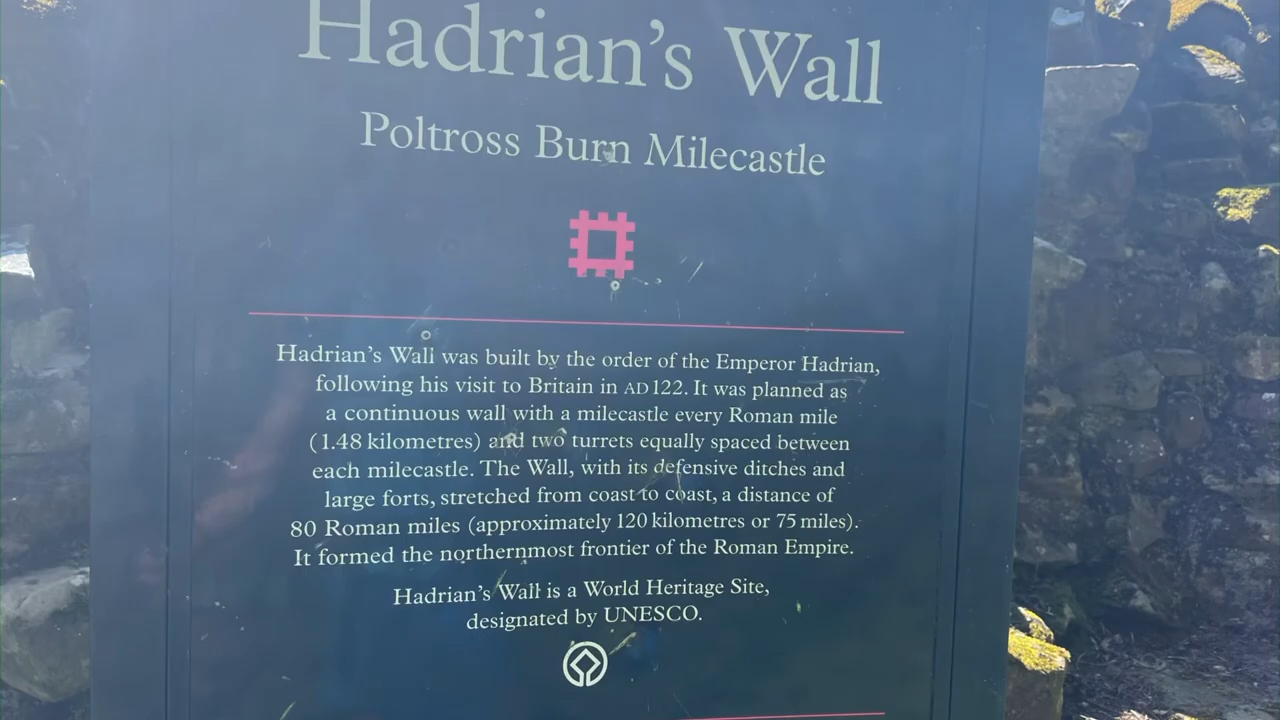 Hadrian's Wall
Poltross Burn Milecastle
Hadrian's Wall was built by the order of the Emperor Hadrian,
following his visit to Britain in AD 122. It was planned as
a continuous wall with a milecastle every Roman mile
(1.48 kilometres) and two turrets equally spaced between
each milecastle. The Wall, with its defensive ditches and
large forts, stretched from coast to coast, a distance of
80 Roman miles (approximately 120 kilometres or 75 miles).
It formed the northernmost frontier of the Roman Empire.
Hadrian's Wall is a World Heritage Site,
designated by UNESCO.